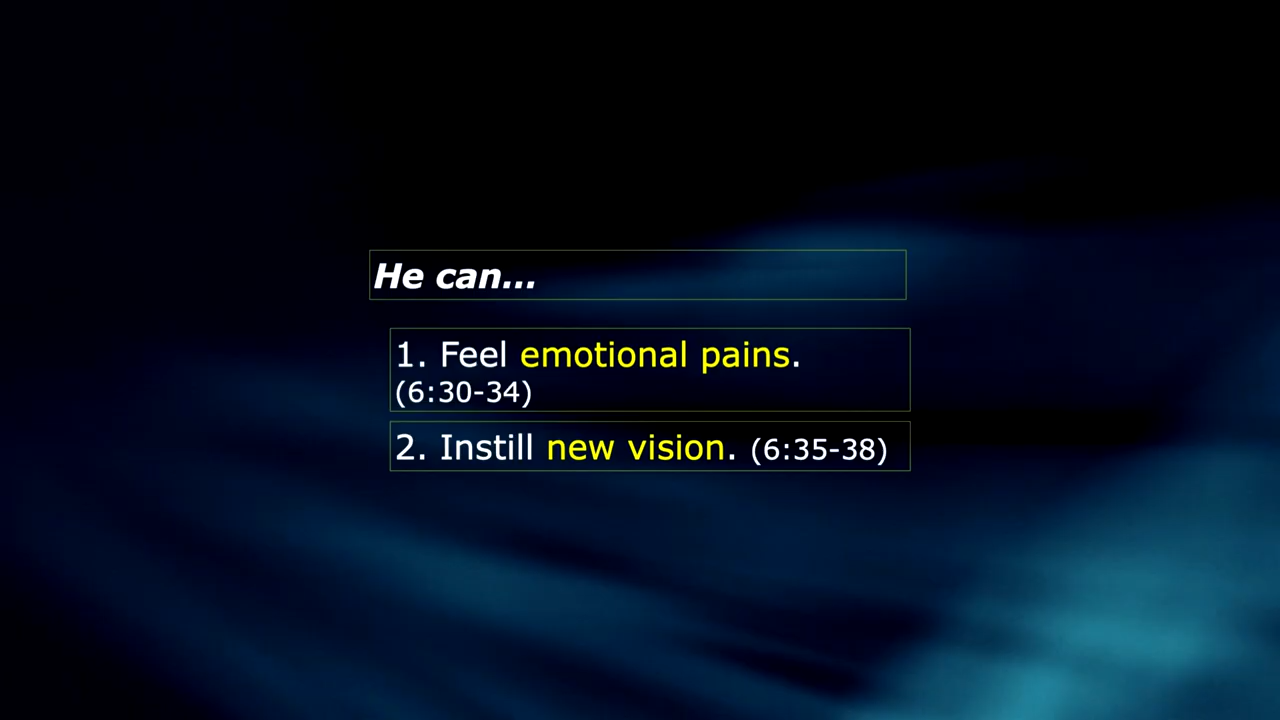 He can...
1. Feel emotional pains.
(6:30-34)
2. Instill new vision. (6:35-38)